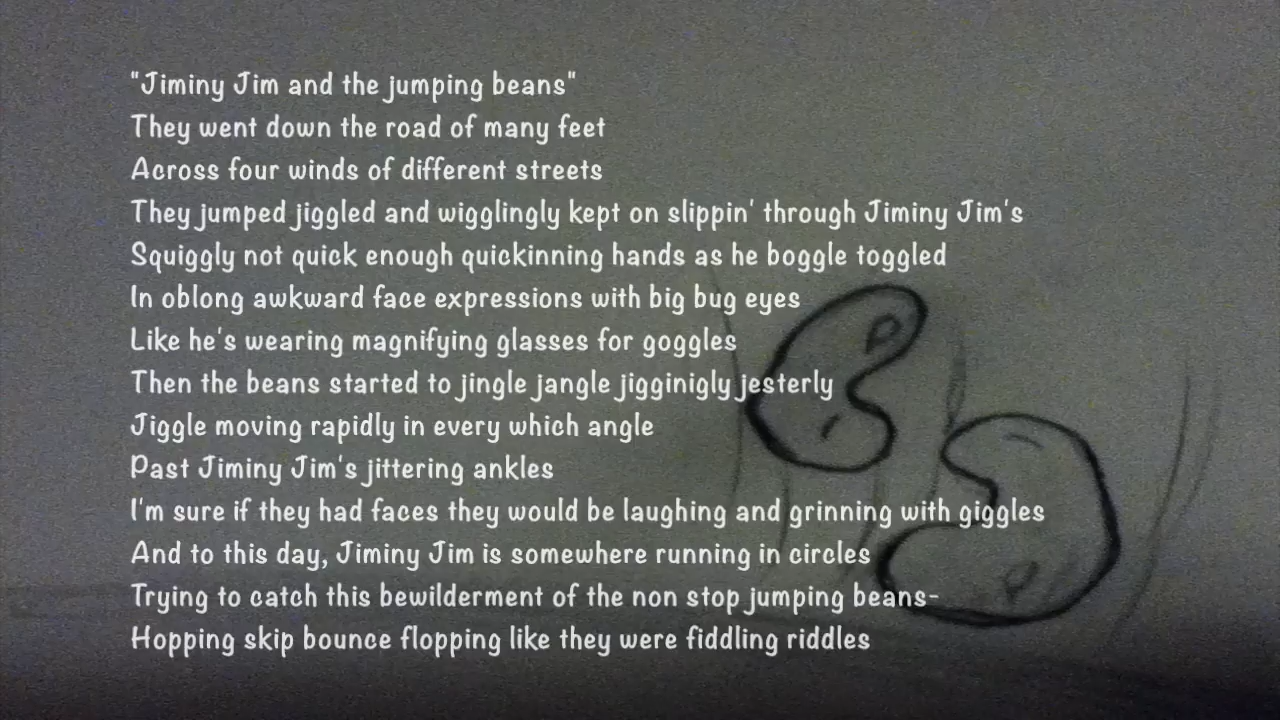 "Jiminy Jim and the jumping beans"
They went down the road of many feet
Across four winds of different streets
They jumped jiggled and wigglingly kept on slippin' through Jiminy Jim's
Squiggly not quick enough quickinning hands as he boggle toggled
In oblong awkward face expressions with big bug eyes
Like he's wearing magnifying glasses for goggles
Then the beans started to jingle jangle jigginigly jesterly
Jiggle moving rapidly in every which angle
Past Jiminy Jim's jittering ankles
I'm sure if they had faces they would be laughing and grinning with giggles
And to this day, Jiminy Jim is somewhere running in circles
Trying to catch this bewilderment of the non stop jumping beans-
Hopping skip bounce flopping like they were fiddling riddles